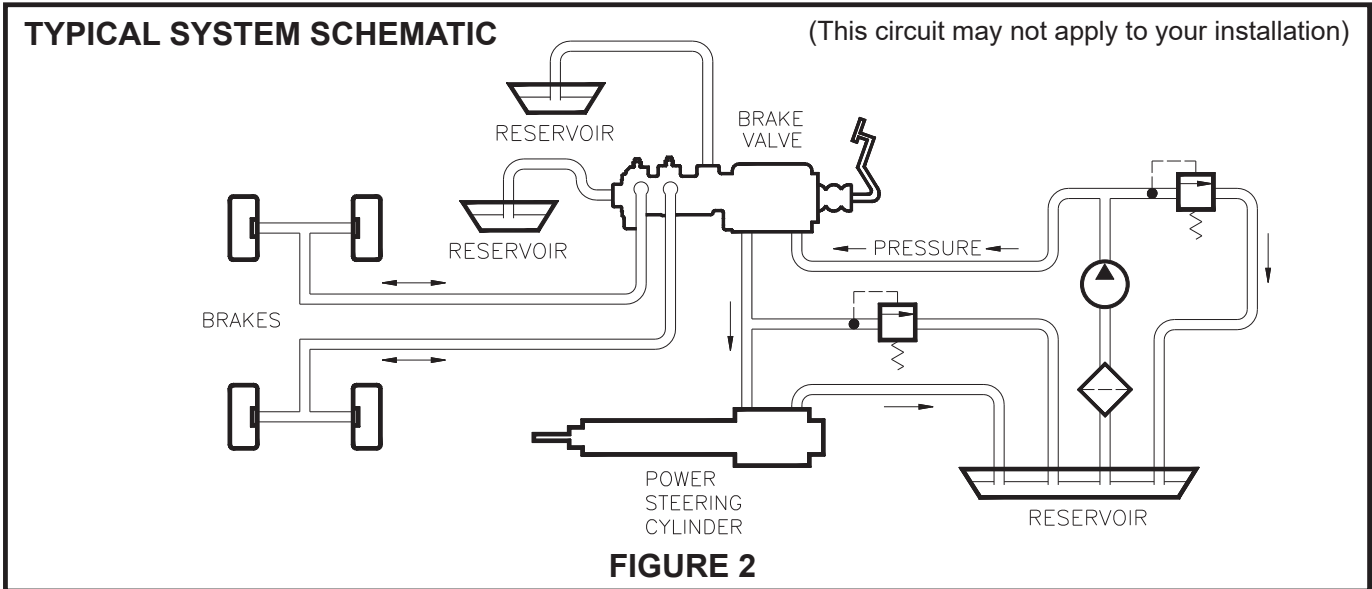 TYPICAL SYSTEM SCHEMATIC
(This circuit may not apply to your installation)
RESERVOIR
BRAKE
VALVE
RESERVOIR
PRESSURE
BRAKES
POWER
STEERING
CYLINDER
RESERVOIR
FIGURE 2